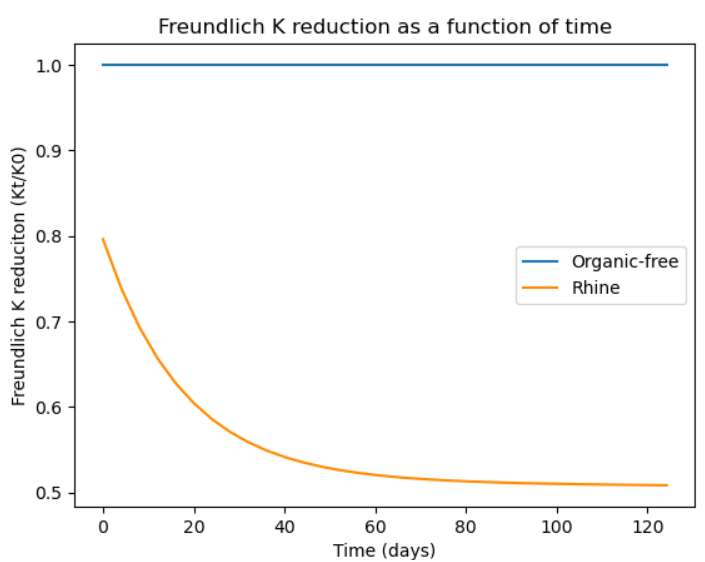 Freundlich K reduction as a function of time
Freundlich K reduciton (Kt/K0)
1.0
0.9
0.8
0.7
0.6
0.5
Organic-free
Rhine
0 20 40 60 80 100 120
Time (days)